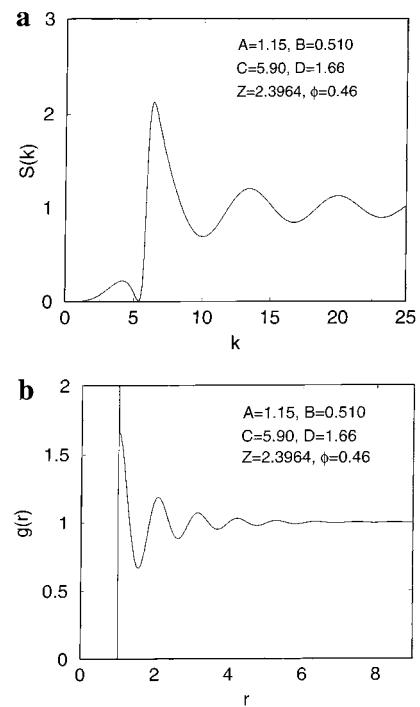 a
3
2
1
0
S(k)
A=1.15, B=0.510
C=5.90, D=1.66
Z=2.3964, ϕ=0.46
0 5 10 15 20 25
k
b
2
1.5
1
0.5
0
g(r)
A=1.15, B=0.510
C=5.90, D=1.66
Z=2.3964, ϕ=0.46
0 2 4 6 8
r